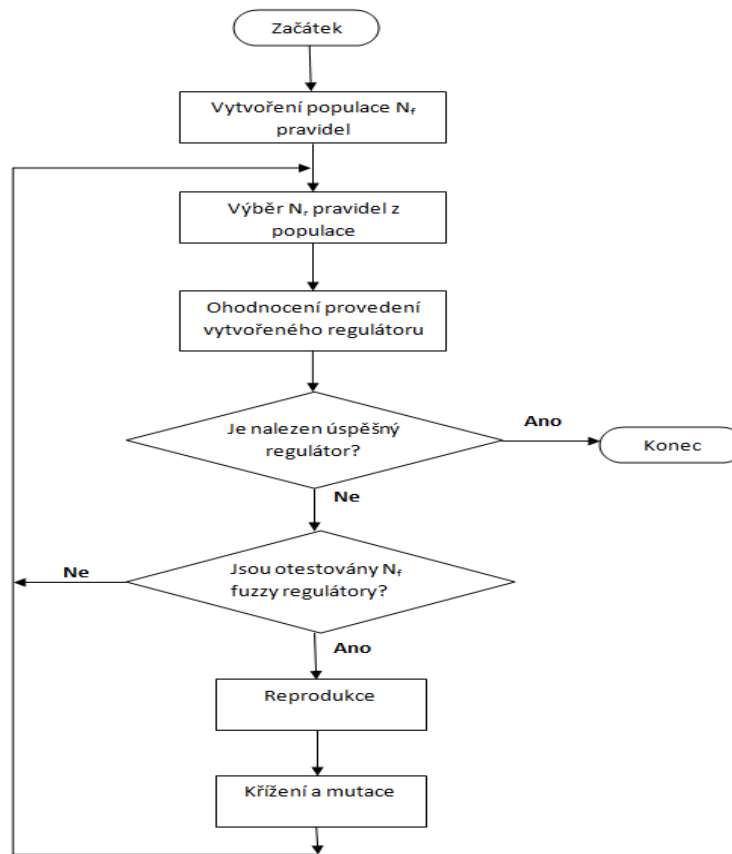 Začátek
Vytvoření populace Nf
pravidel
Výběr Nr pravidel z
populace
Ohodnocení provedení
vytvořeného regulátoru
Je nalezen úspěšný
regulátor?
Ano
Konec
Ne
Jsou otestovány Nf
fuzzy regulátory?
Ne
Ano
Reprodukce
Křížení a mutace